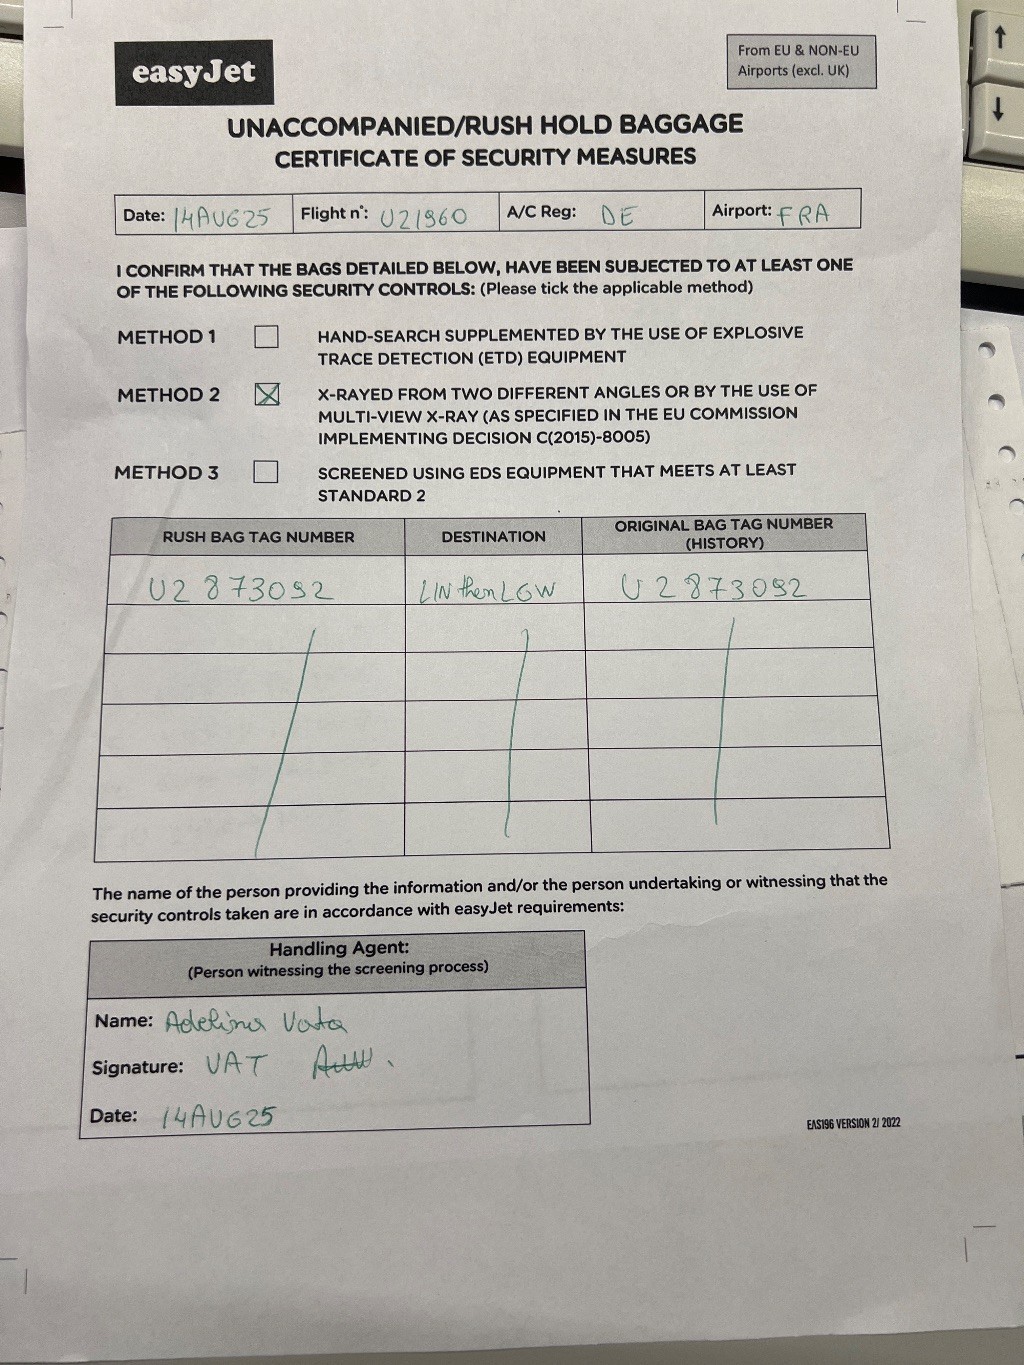 easyJet
From EU & NON-EU
Airports (excl. UK)
UNACCOMPANIED/RUSH HOLD BAGGAGE
CERTIFICATE OF SECURITY MEASURES
Date: 14AUG25 Flight n°: U21960 A/C Reg: DE Airport: FRA
I CONFIRM THAT THE BAGS DETAILED BELOW, HAVE BEEN SUBJECTED TO AT LEAST ONE
OF THE FOLLOWING SECURITY CONTROLS: (Please tick the applicable method)
METHOD 1 HAND-SEARCH SUPPLEMENTED BY THE USE OF EXPLOSIVE
TRACE DETECTION (ETD) EQUIPMENT
METHOD 2 X-RAYED FROM TWO DIFFERENT ANGLES OR BY THE USE OF
MULTI-VIEW X-RAY (AS SPECIFIED IN THE EU COMMISSION
IMPLEMENTING DECISION C(2015)-8005)
METHOD 3 SCREENED USING EDS EQUIPMENT THAT MEETS AT LEAST
STANDARD 2
RUSH BAG TAG NUMBER DESTINATION ORIGINAL BAG TAG NUMBER
(HISTORY)
U2 873092 LIN then LGW U2 873092
The name of the person providing the information and/or the person undertaking or witnessing that the
security controls taken are in accordance with easyJet requirements:
Handling Agent:
(Person witnessing the screening process)
Name: Adelina Vata
Signature: VAT
Date: 14AUG25
EAS196 VERSION 2/ 2022